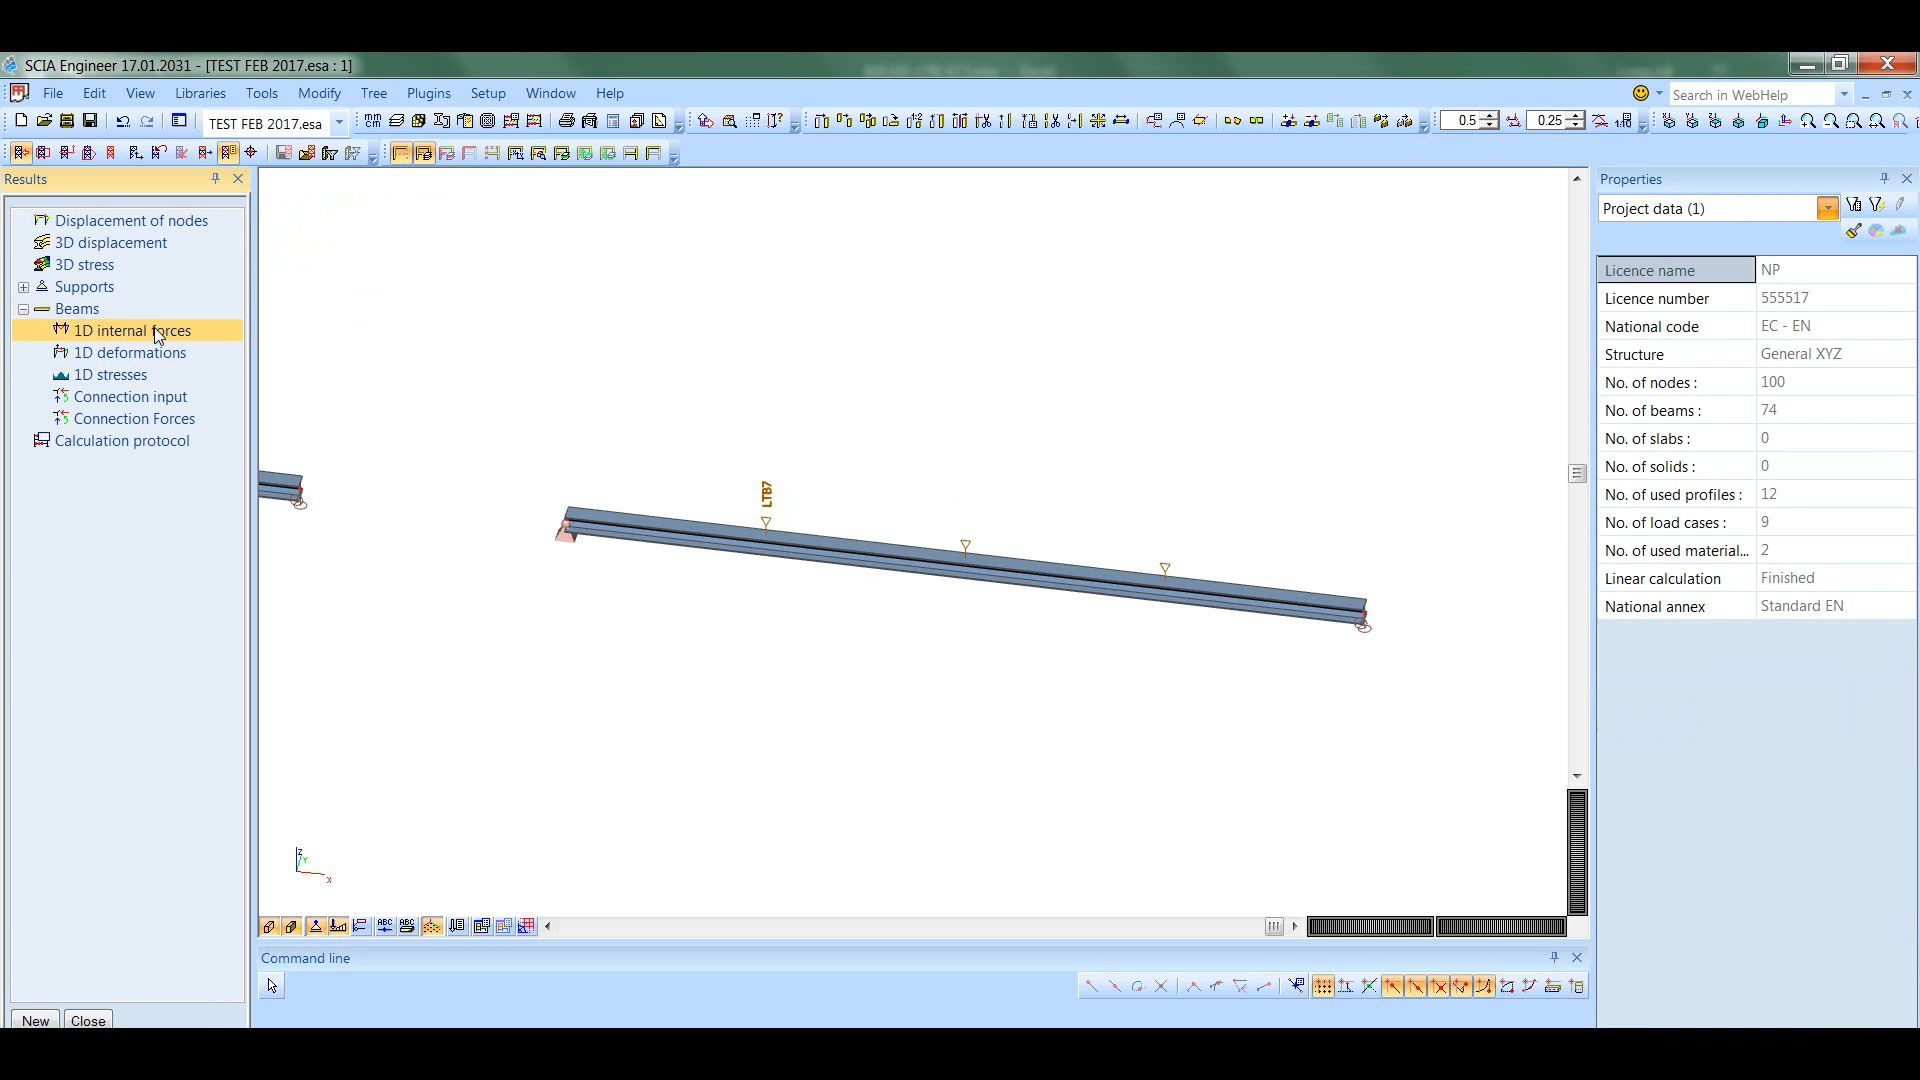 SCIA Engineer 17.01.2031 - [TEST FEB 2017.esa : 1]
File Edit View Libraries Tools Modify Tree Plugins Setup Window Help
Search in WebHelp
TEST FEB 2017.esa
0.5
0.25
Results
Displacement of nodes
3D displacement
3D stress
Supports
Beams
1D internal forces
1D deformations
1D stresses
Connection input
Connection Forces
Calculation protocol
New Close
LTB7
Z
Y
X
Command line
Properties
Project data (1)
Licence name NP
Licence number 555517
National code EC - EN
Structure General XYZ
No. of nodes : 100
No. of beams : 74
No. of slabs : 0
No. of solids : 0
No. of used profiles : 12
No. of load cases : 9
No. of used material... 2
Linear calculation Finished
National annex Standard EN